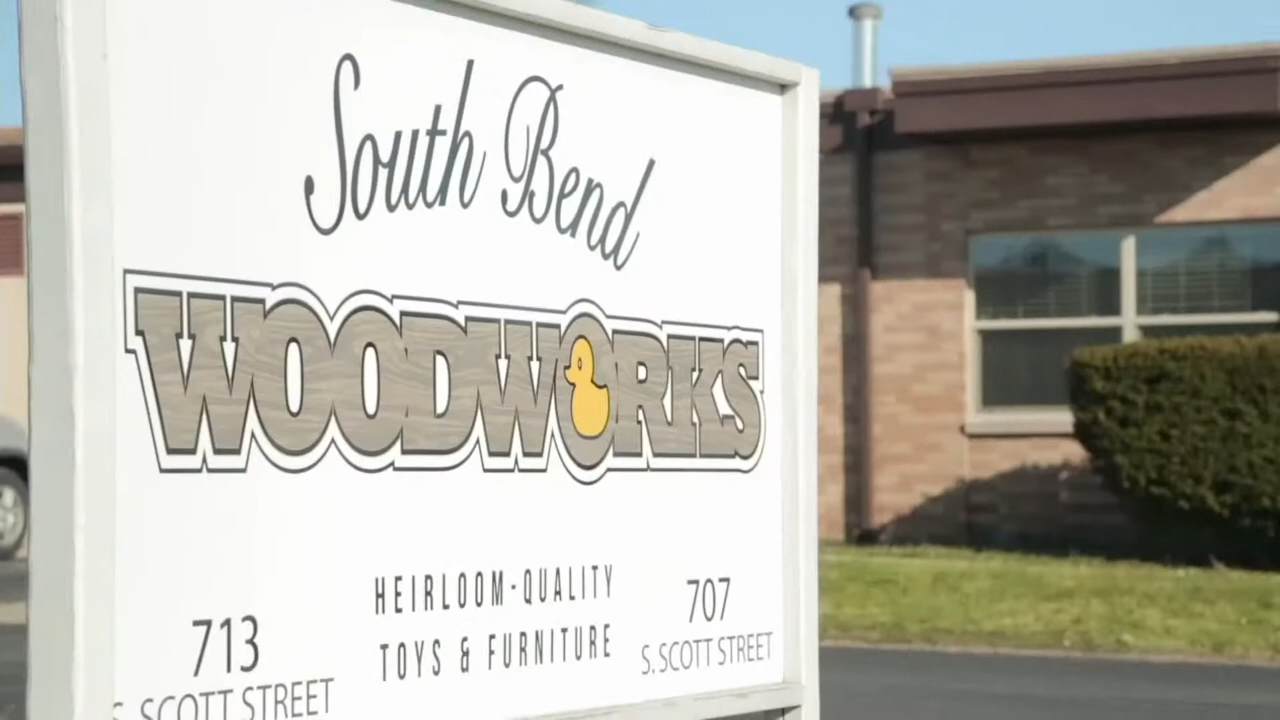 South Bend
WOODWORKS
HEIRLOOM-QUALITY
TOYS & FURNITURE
713
S. SCOTT STREET
707
S. SCOTT STREET